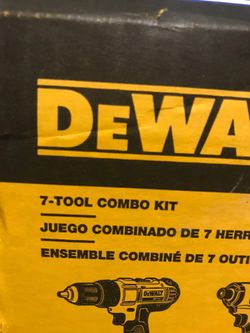 DEWA
7-TOOL COMBO KIT
JUEGO COMBINADO DE 7 HERR
ENSEMBLE COMBINÉ DE 7 OUTI
DEWALT